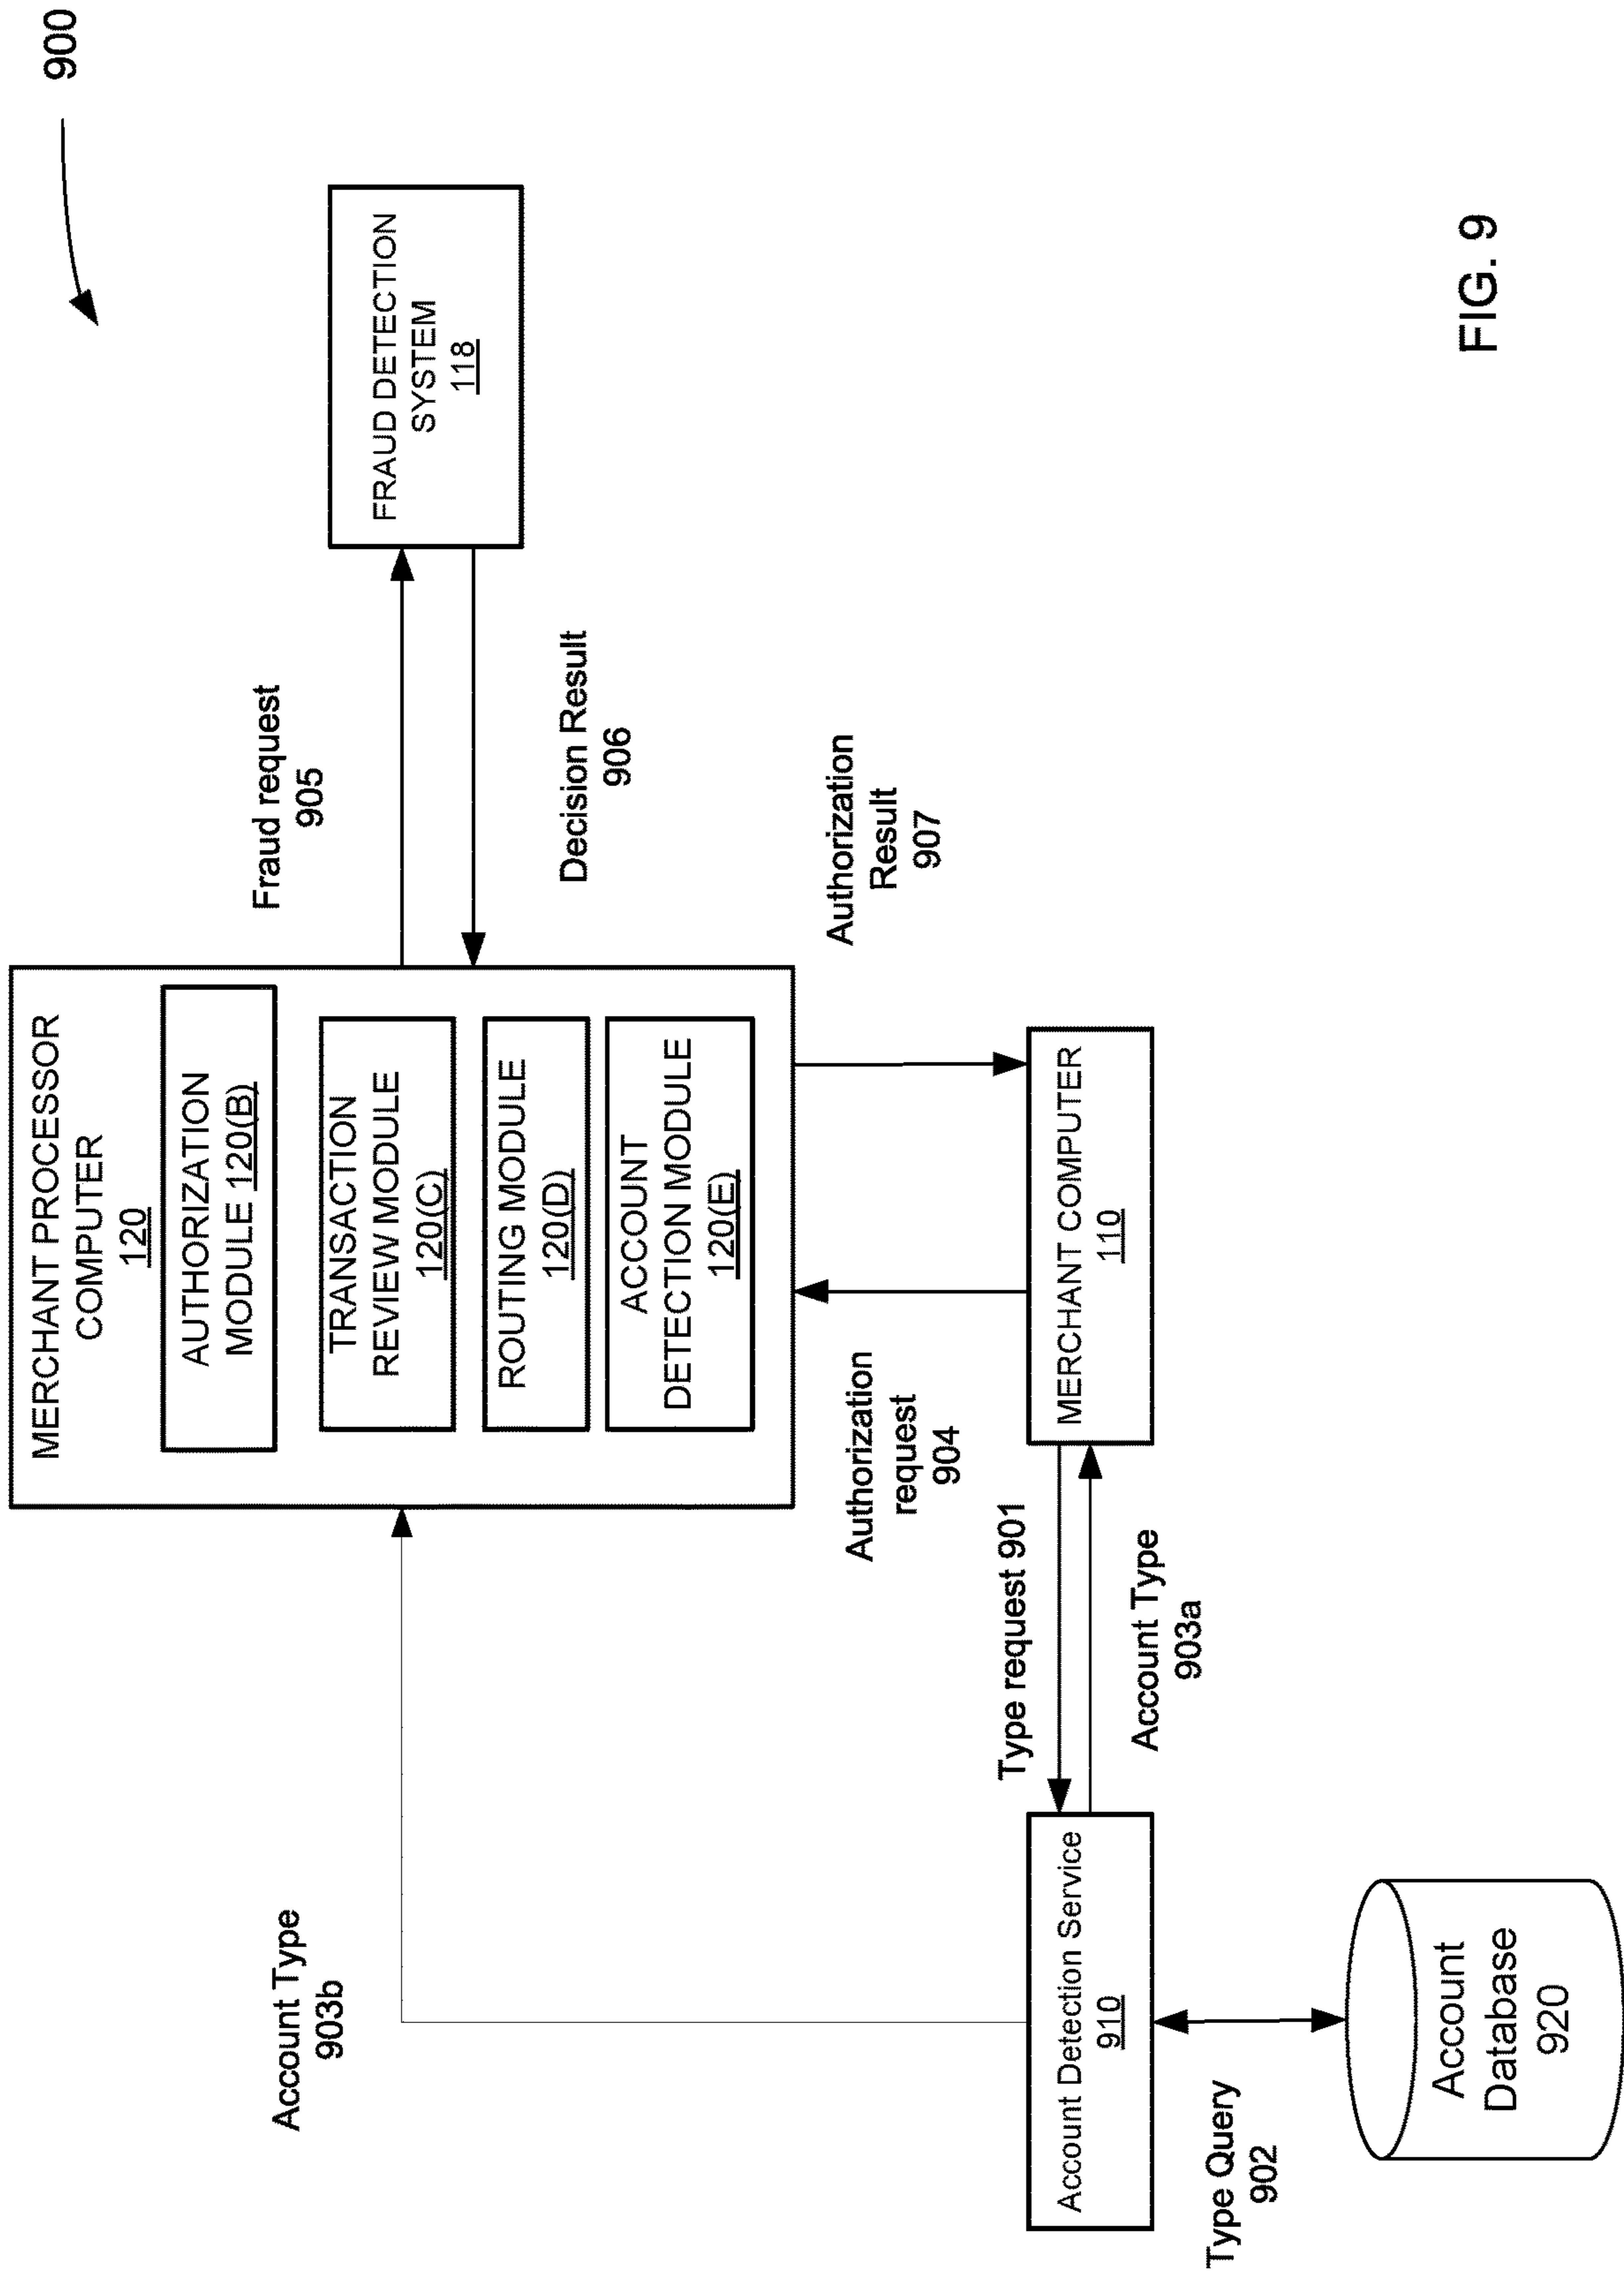 900
MERCHANT PROCESSOR
COMPUTER
120
AUTHORIZATION
MODULE 120(B)
TRANSACTION
REVIEW MODULE
120(C)
ROUTING MODULE
120(D)
ACCOUNT
DETECTION MODULE
120(E)
FRAUD DETECTION
SYSTEM
118
Fraud request
905
Decision Result
906
Account Type
903b
Authorization
request
904
Authorization
Result
907
Type request 901
Account Type
903a
MERCHANT COMPUTER
110
Account Detection Service
910
Type Query
902
Account
Database
920
FIG. 9